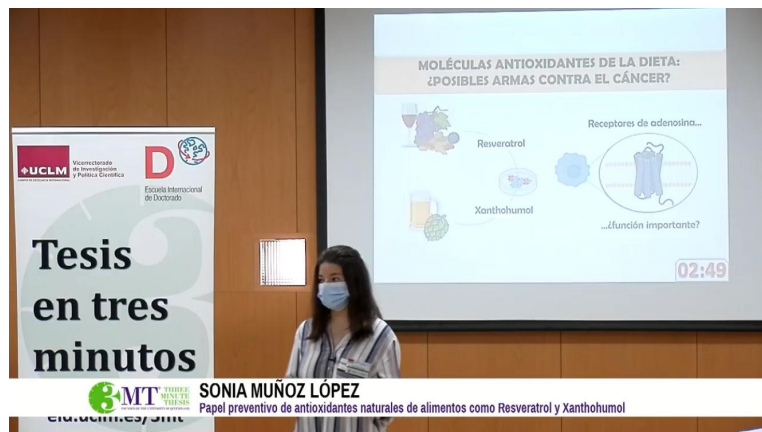 MOLÉCULAS ANTIOXIDANTES DE LA DIETA:
¿POSIBLES ARMAS CONTRA EL CÁNCER?
Receptores de adenosina...
Resveratrol
Xanthohumol
...¿función importante?
02:49
UCLM
Vicerrectorado
de Investigación
y Política Científica
D
Escuela Internacional
de Doctorado
Tesis
en tres
minutos
3MT THREE
MINUTE
THESIS
SONIA MUÑOZ LÓPEZ
Papel preventivo de antioxidantes naturales de alimentos como Resveratrol y Xanthohumol
eid.uclm.es/3mt